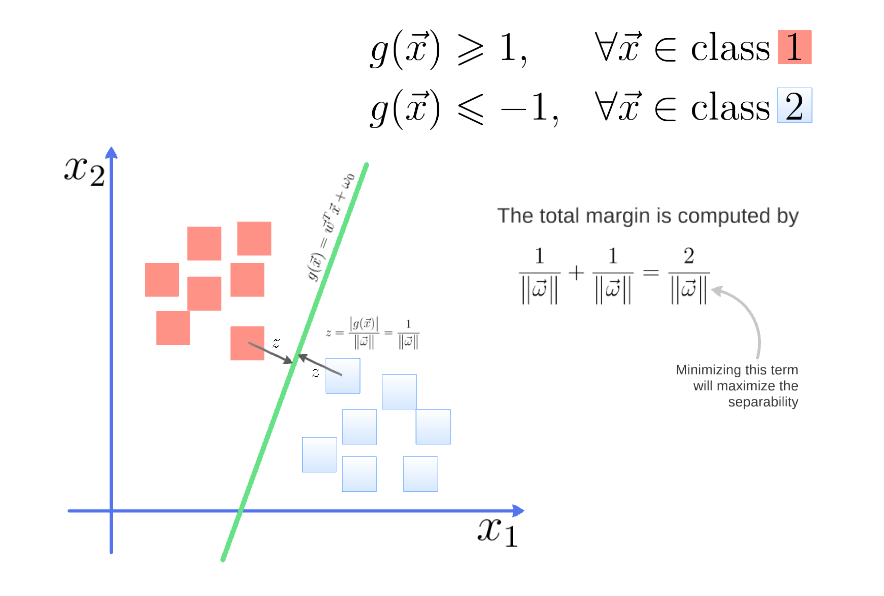 g(x⃗) ⩾ 1, ∀x⃗ ∈ class 1
g(x⃗) ⩽ −1, ∀x⃗ ∈ class 2
x₂
g(x⃗) = w⃗ᵀx⃗ + ω₀
The total margin is computed by
1/‖ω⃗‖ + 1/‖ω⃗‖ = 2/‖ω⃗‖
z = |g(x⃗)|/‖ω⃗‖ = 1/‖ω⃗‖
z
z
Minimizing this term
will maximize the
separability
x₁